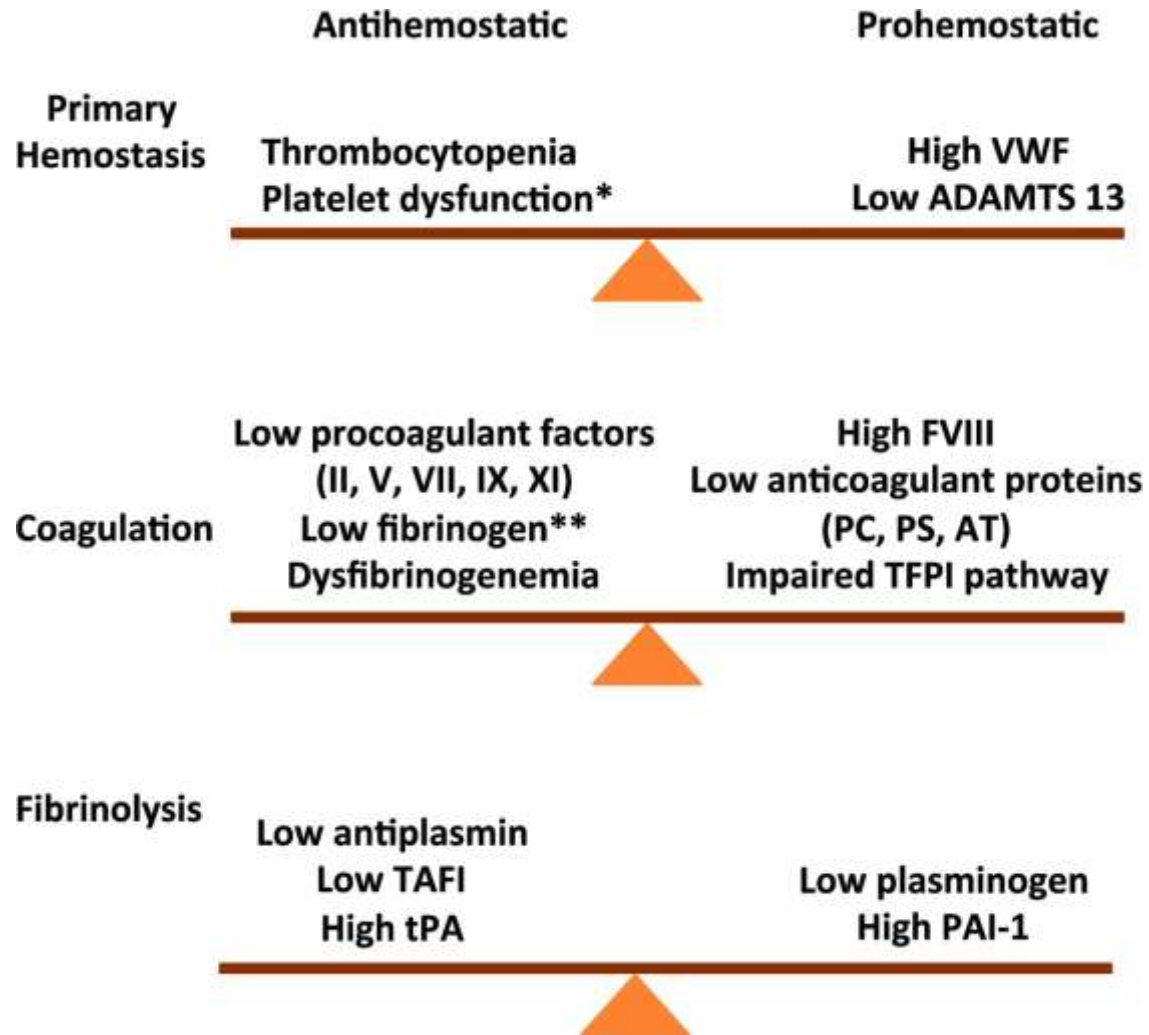 Antihemostatic Prohemostatic
Primary
Hemostasis
Thrombocytopenia
Platelet dysfunction*
High VWF
Low ADAMTS 13
Coagulation
Low procoagulant factors
(II, V, VII, IX, XI)
Low fibrinogen**
Dysfibrinogenemia
High FVIII
Low anticoagulant proteins
(PC, PS, AT)
Impaired TFPI pathway
Fibrinolysis
Low antiplasmin
Low TAFI
High tPA
Low plasminogen
High PAI-1